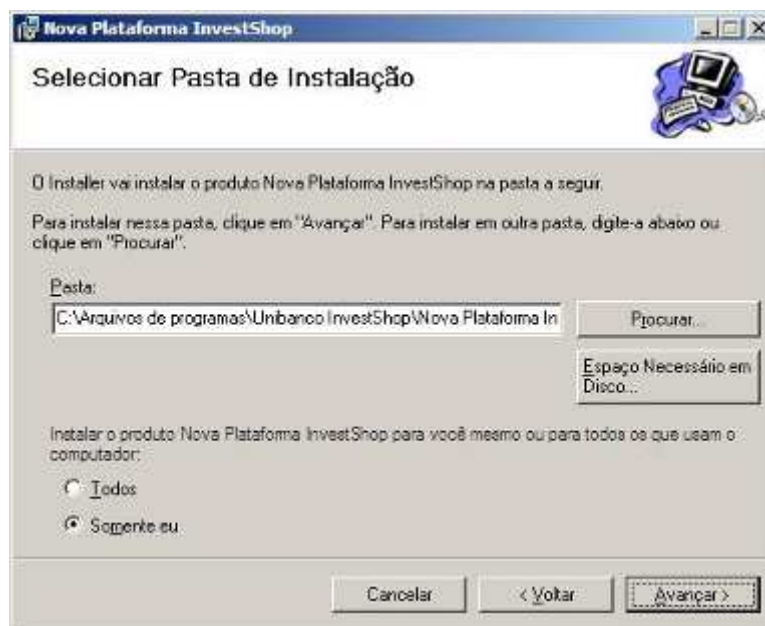 Nova Plataforma InvestShop
Selecionar Pasta de Instalação
O Installer vai instalar o produto Nova Plataforma InvestShop na pasta a seguir.
Para instalar nessa pasta, clique em "Avançar". Para instalar em outra pasta, digite-a abaixo ou
clique em "Procurar".
Pasta:
C:\Arquivos de programas\Unibanco InvestShop\Nova Plataforma In
Procurar...
Espaço Necessário em
Disco...
Instalar o produto Nova Plataforma InvestShop para você mesmo ou para todos os que usam o
computador:
Todos
Somente eu
Cancelar
< Voltar
Avançar >